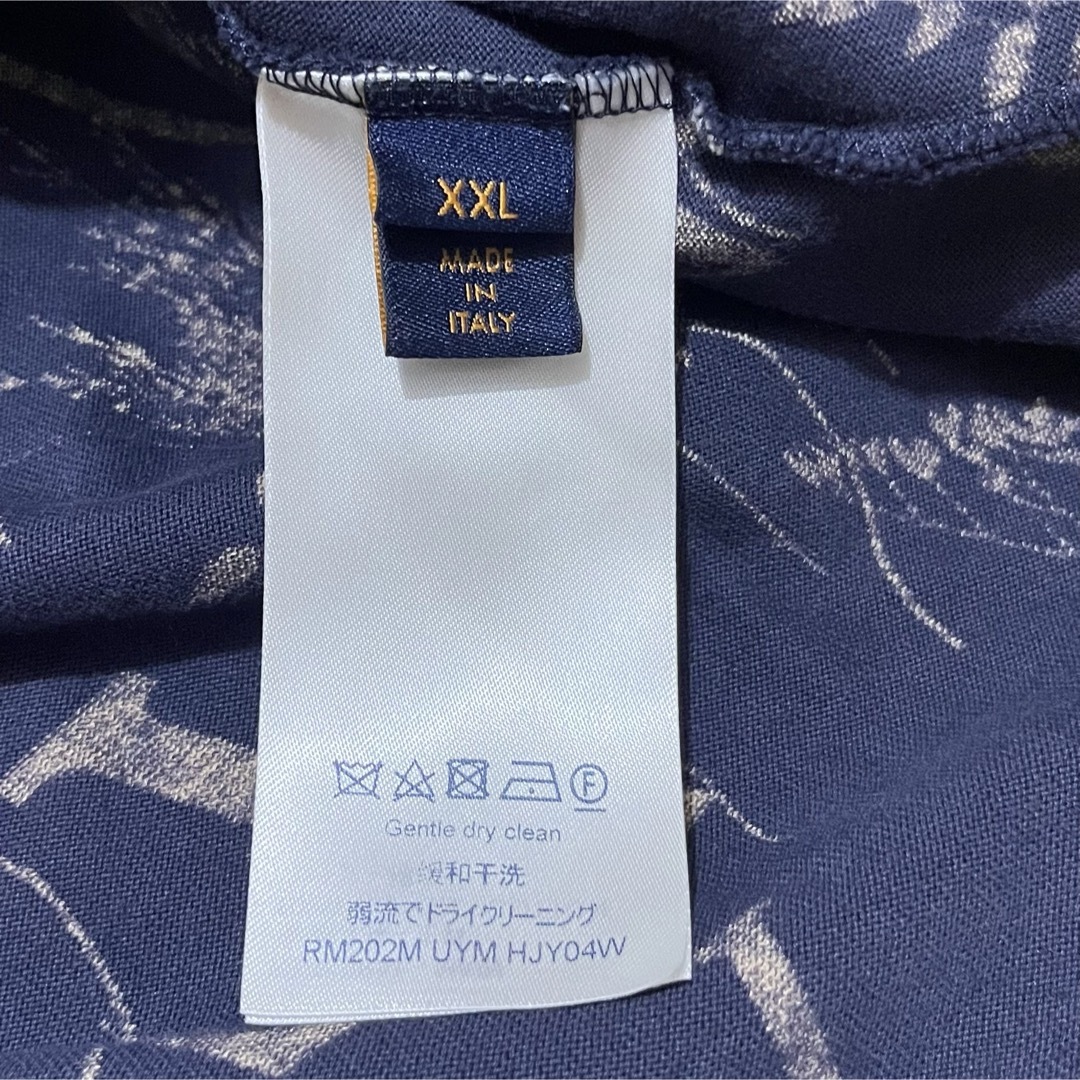 XXL
MADE
IN
ITALY
F
Gentle dry clean
缓和干洗
弱流でドライクリーニング
RM202M UYM HJY04W